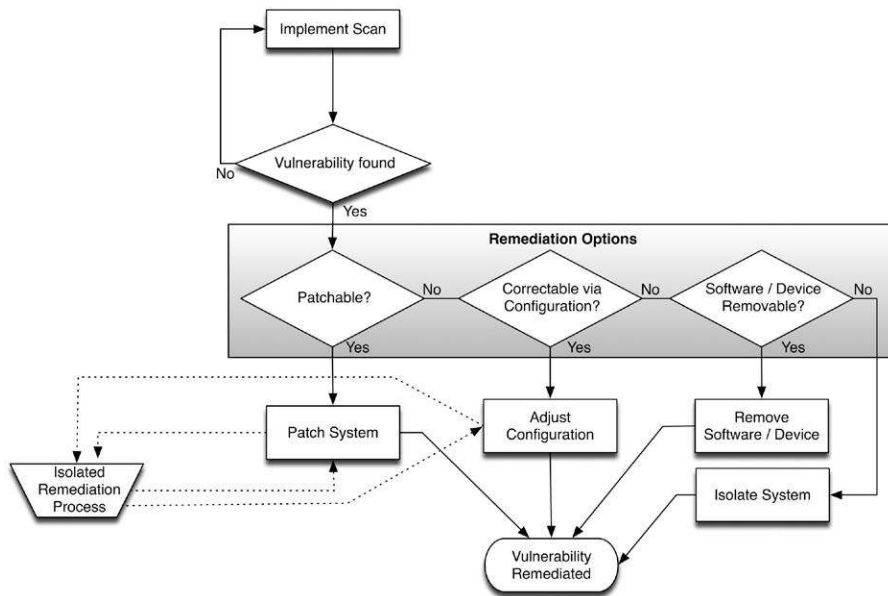 Implement Scan
Vulnerability found
No
Yes
Remediation Options
Patchable?
No
Correctable via
Configuration?
No
Software / Device
Removable?
No
Yes
Yes
Yes
Patch System
Adjust
Configuration
Remove
Software / Device
Isolated
Remediation
Process
Isolate System
Vulnerability
Remediated